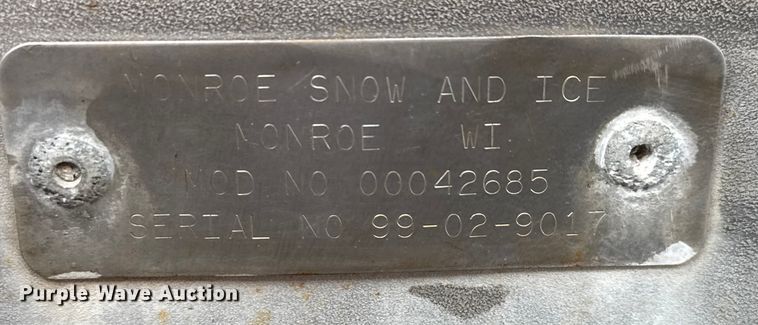 MONROE SNOW AND ICE
MONROE WI
MOD NO 00042685
SERIAL NO 99-02-9017
Purple Wave Auction